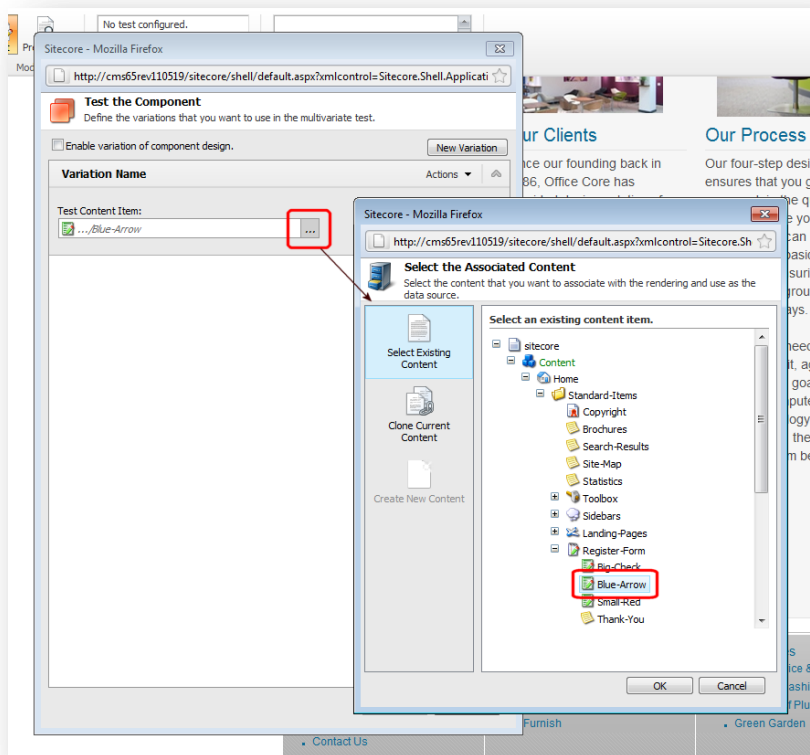 No test configured.
Sitecore - Mozilla Firefox
http://cms65rev110519/sitecore/shell/default.aspx?xmlcontrol=Sitecore.Shell.Applicati
Test the Component
Define the variations that you want to use in the multivariate test.
Enable variation of component design.
New Variation
Variation Name
Actions
Test Content Item:
.../Blue-Arrow
...
Our Process
Our four-step desi
ensures that you g
Clients
our founding back in
86, Office Core has
Sitecore - Mozilla Firefox
http://cms65rev110519/sitecore/shell/default.aspx?xmlcontrol=Sitecore.Sh
Select the Associated Content
Select the content that you want to associate with the rendering and use as the
data source.
Select Existing
Content
Clone Current
Content
Create New Content
Select an existing content item.
sitecore
Content
Home
Standard-Items
Copyright
Brochures
Search-Results
Site-Map
Statistics
Toolbox
Sidebars
Landing-Pages
Register-Form
Big-Check
Blue-Arrow
Small-Red
Thank-You
OK
Cancel
Furnish
Green Garden
Contact Us